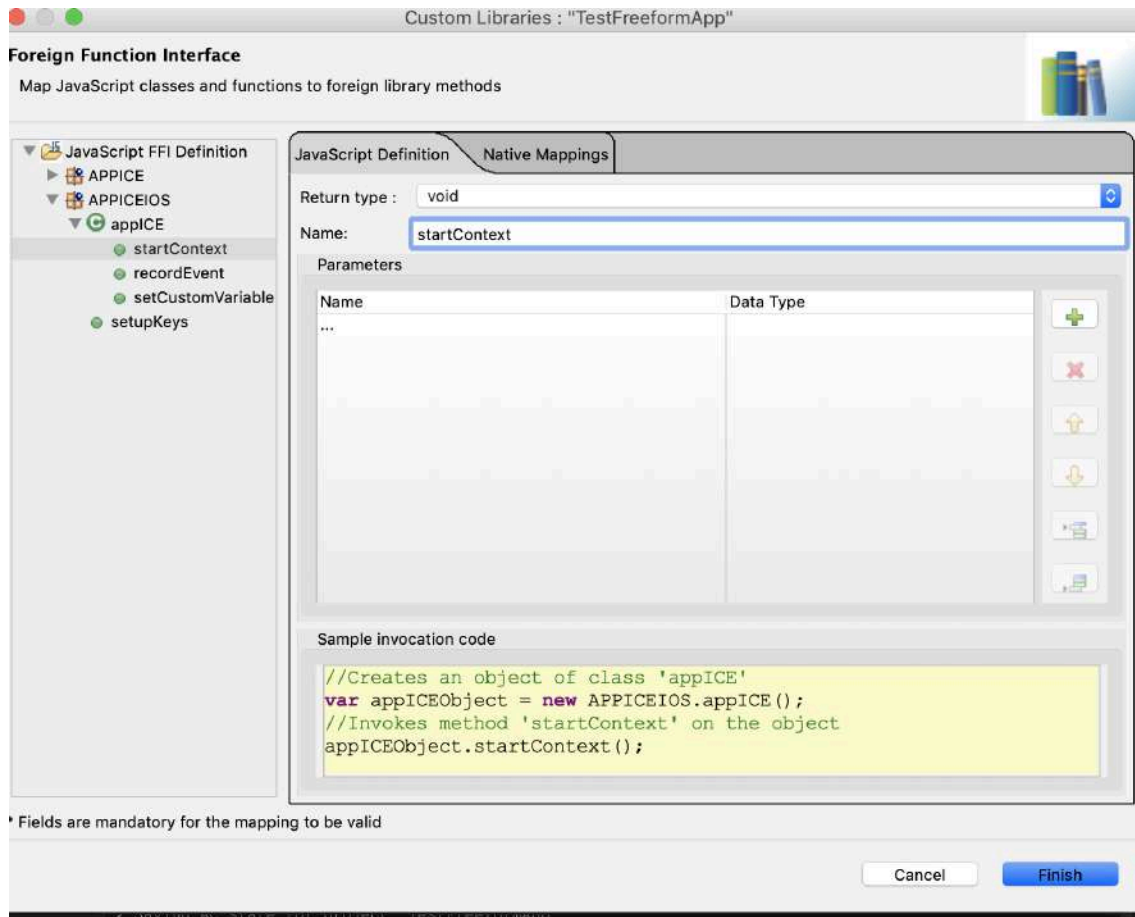 Custom Libraries : "TestFreeformApp"
Foreign Function Interface
Map JavaScript classes and functions to foreign library methods
JavaScript FFI Definition
APPICE
APPICEIOS
appICE
startContext
recordEvent
setCustomVariable
setupKeys
JavaScript Definition
Native Mappings
Return type : void
Name: startContext
Parameters
Name Data Type
...
Sample invocation code
//Creates an object of class 'appICE'
var appICEObject = new APPICEIOS.appICE();
//Invokes method 'startContext' on the object
appICEObject.startContext();
* Fields are mandatory for the mapping to be valid
Cancel Finish